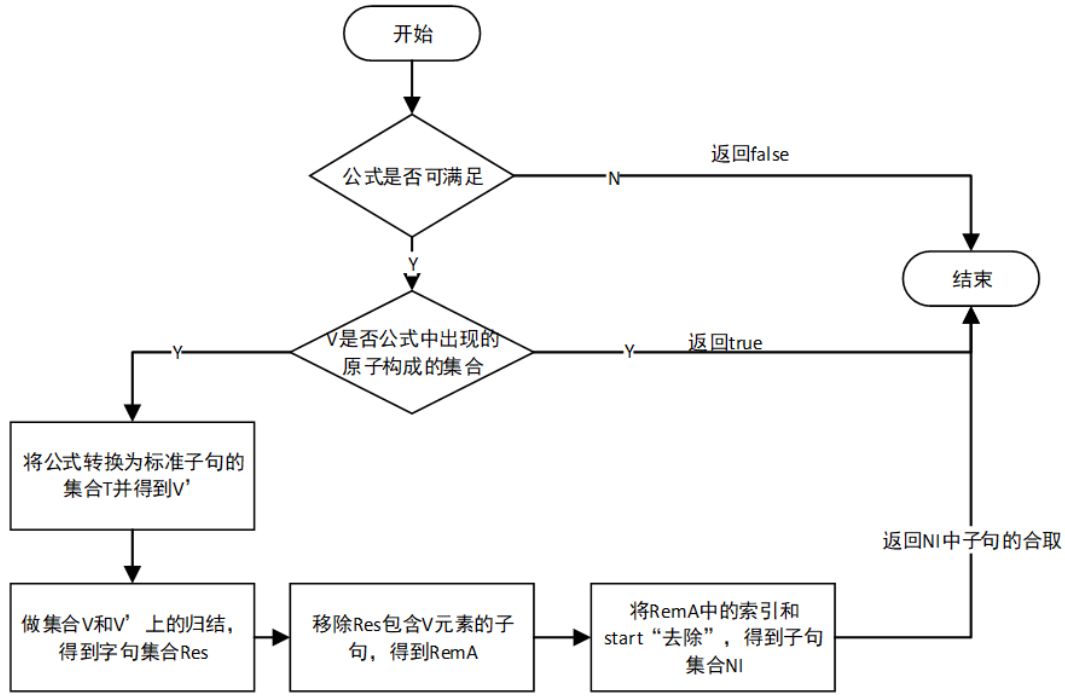 开始
公式是否可满足
N
返回false
结束
Y
V是否公式中出现的
原子构成的集合
Y
Y
返回true
将公式转换为标准子句的
集合T并得到V’
返回NI中子句的合取
做集合V和V’上的归结,
得到字句集合Res
移除Res包含V元素的子
句，得到RemA
将RemA中的索引和
start“去除”，得到子句
集合NI